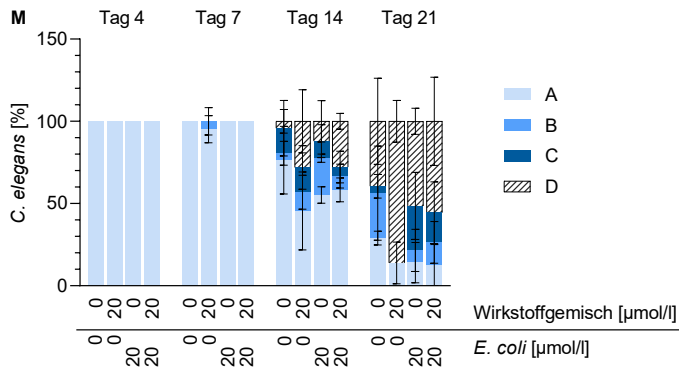 M Tag 4 Tag 7 Tag 14 Tag 21
150
100
50
0
C. elegans [%]
A
B
C
D
0 20 0 20 0 20 0 20 0 20 0 20 0 20 0 20 Wirkstoffgemisch [µmol/l]
0 0 20 20 0 0 20 20 0 0 20 20 0 0 20 20 E. coli [µmol/l]